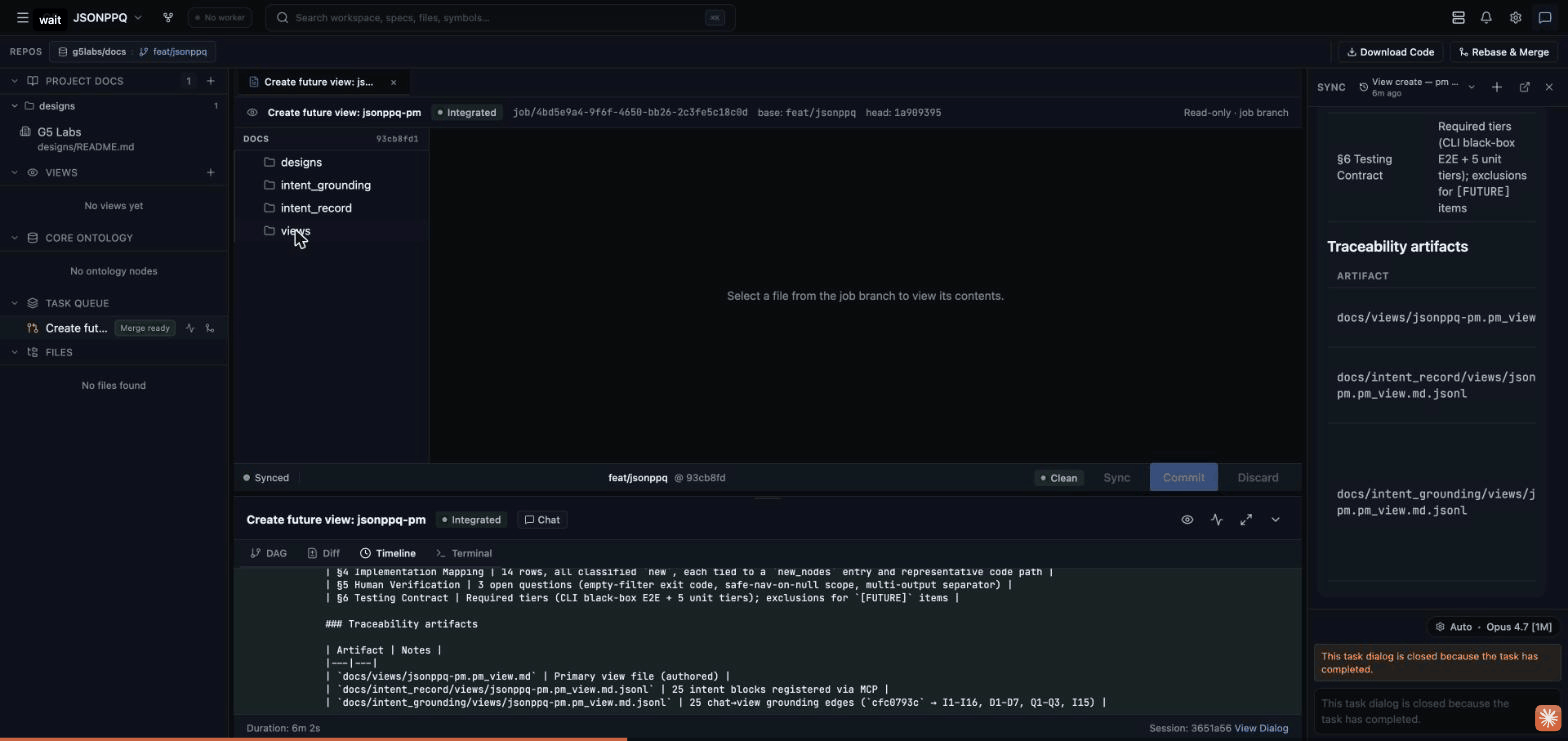 wait
JSONPPQ
No worker
Search workspace, specs, files, symbols...
⌘K
REPOS
g5labs/docs : feat/jsonppq
Download Code
Rebase & Merge
PROJECT DOCS 1
designs 1
G5 Labs
designs/README.md
VIEWS
No views yet
CORE ONTOLOGY
No ontology nodes
TASK QUEUE
Create fut... Merge ready
FILES
No files found
Create future view: js...
Create future view: jsonppq-pm Integrated job/4bd5e9a4-9f6f-4650-bb26-2c3fe5c18c0d base: feat/jsonppq head: 1a909395 Read-only · job branch
DOCS 93cb8fd1
designs
intent_grounding
intent_record
views
Select a file from the job branch to view its contents.
Synced feat/jsonppq @ 93cb8fd Clean Sync Commit Discard
Create future view: jsonppq-pm Integrated Chat
DAG Diff Timeline Terminal
| §4 Implementation Mapping | 14 rows, all classified `new`, each tied to a `new_nodes` entry and representative code path |
| §5 Human Verification | 3 open questions (empty-filter exit code, safe-nav-on-null scope, multi-output separator) |
| §6 Testing Contract | Required tiers (CLI black-box E2E + 5 unit tiers); exclusions for `[FUTURE]` items |
### Traceability artifacts
| Artifact | Notes |
|---|---|
| `docs/views/jsonppq-pm.pm_view.md` | Primary view file (authored) |
| `docs/intent_record/views/jsonppq-pm.pm_view.md.jsonl` | 25 intent blocks registered via MCP |
| `docs/intent_grounding/views/jsonppq-pm.pm_view.md.jsonl` | 25 chat→view grounding edges (`cfc0793c` → I1-I16, D1-D7, Q1-Q3, I15) |
Duration: 6m 2s
Session: 3651a56 View Dialog
SYNC
View create — pm ...
6m ago
§6 Testing
Contract
Required tiers
(CLI black-box
E2E + 5 unit
tiers); exclusions
for [FUTURE]
items
Traceability artifacts
ARTIFACT
docs/views/jsonppq-pm.pm_view
docs/intent_record/views/json
pm.pm_view.md.jsonl
docs/intent_grounding/views/j
pm.pm_view.md.jsonl
Auto · Opus 4.7 [1M]
This task dialog is closed because the task has
completed.
This task dialog is closed because the
task has completed.